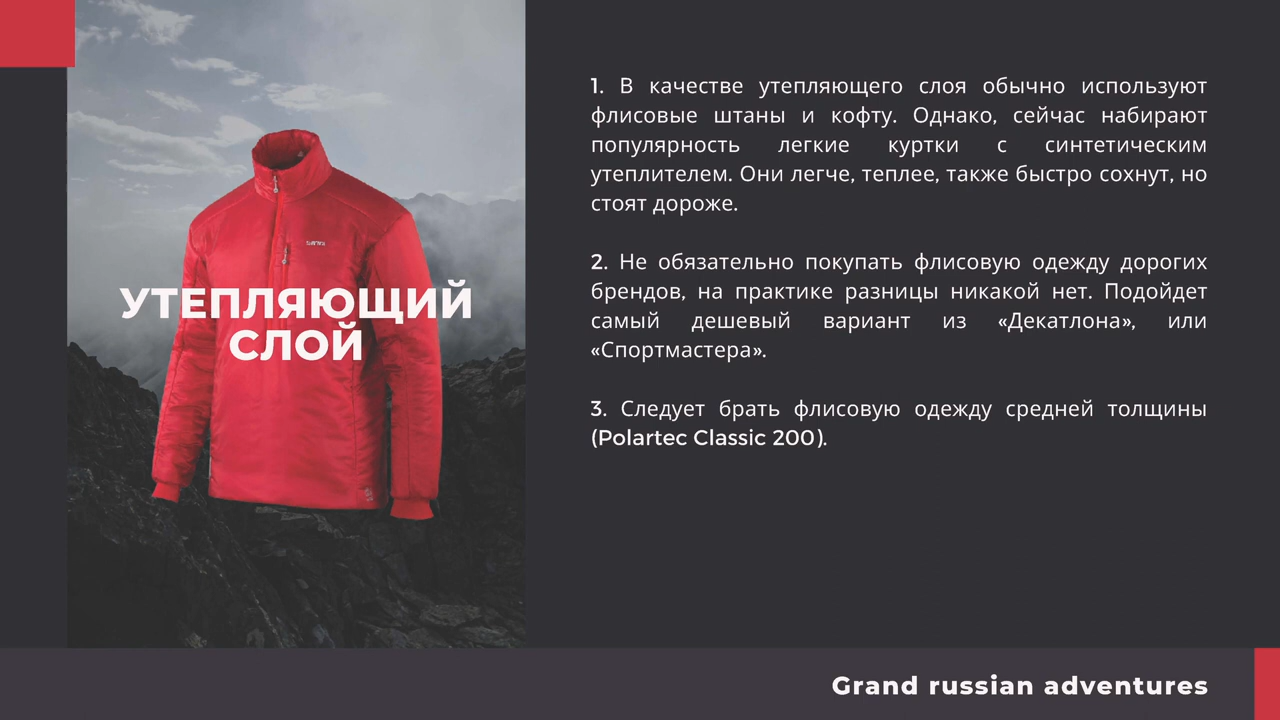 УТЕПЛЯЮЩИЙ
СЛОЙ
1. В качестве утепляющего слоя обычно используют
флисовые штаны и кофту. Однако, сейчас набирают
популярность легкие куртки с синтетическим
утеплителем. Они легче, теплее, также быстро сохнут, но
стоят дороже.
2. Не обязательно покупать флисовую одежду дорогих
брендов, на практике разницы никакой нет. Подойдет
самый дешевый вариант из «Декатлона», или
«Спортмастера».
3. Следует брать флисовую одежду средней толщины
(Polartec Classic 200).
Grand russian adventures